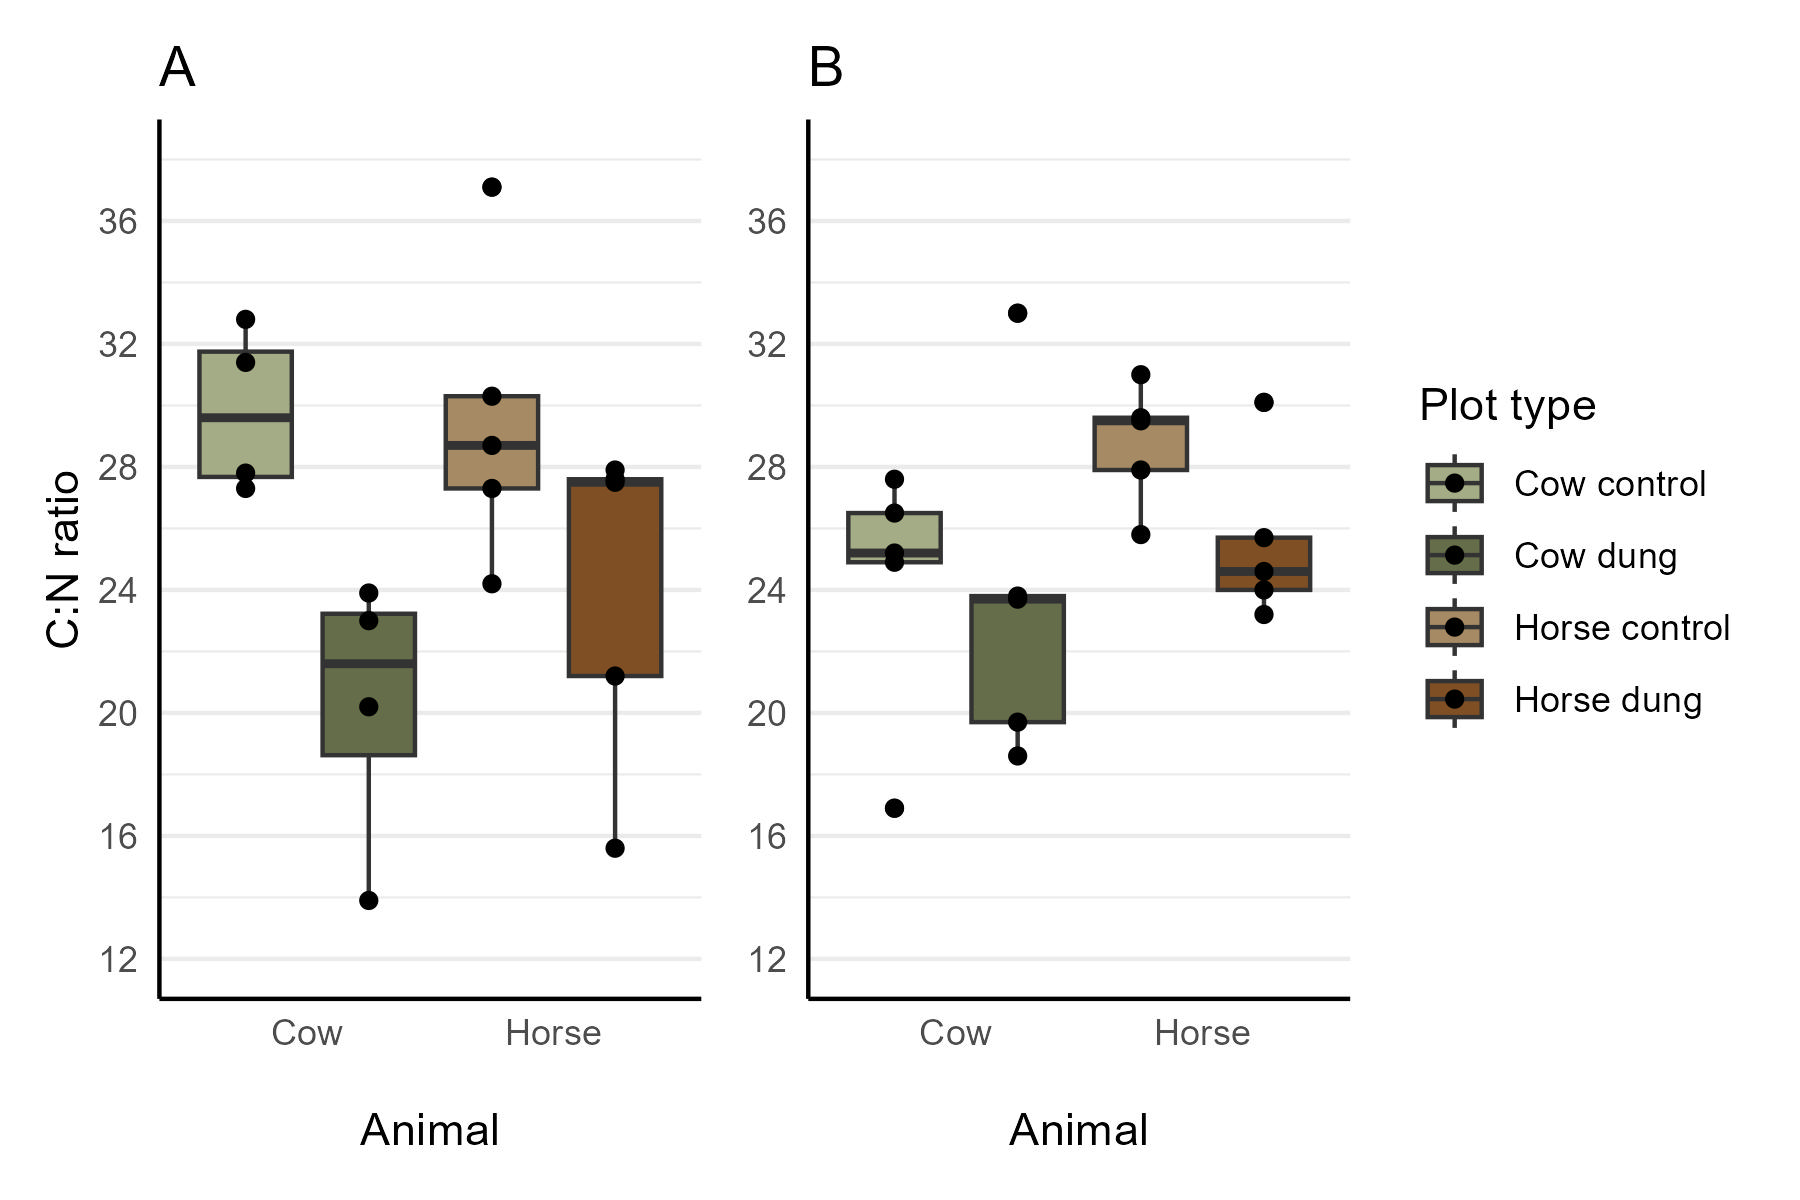 A
B
C:N ratio
36
32
28
24
20
16
12
Cow
Horse
Animal
36
32
28
24
20
16
12
Cow
Horse
Animal
Plot type
Cow control
Cow dung
Horse control
Horse dung